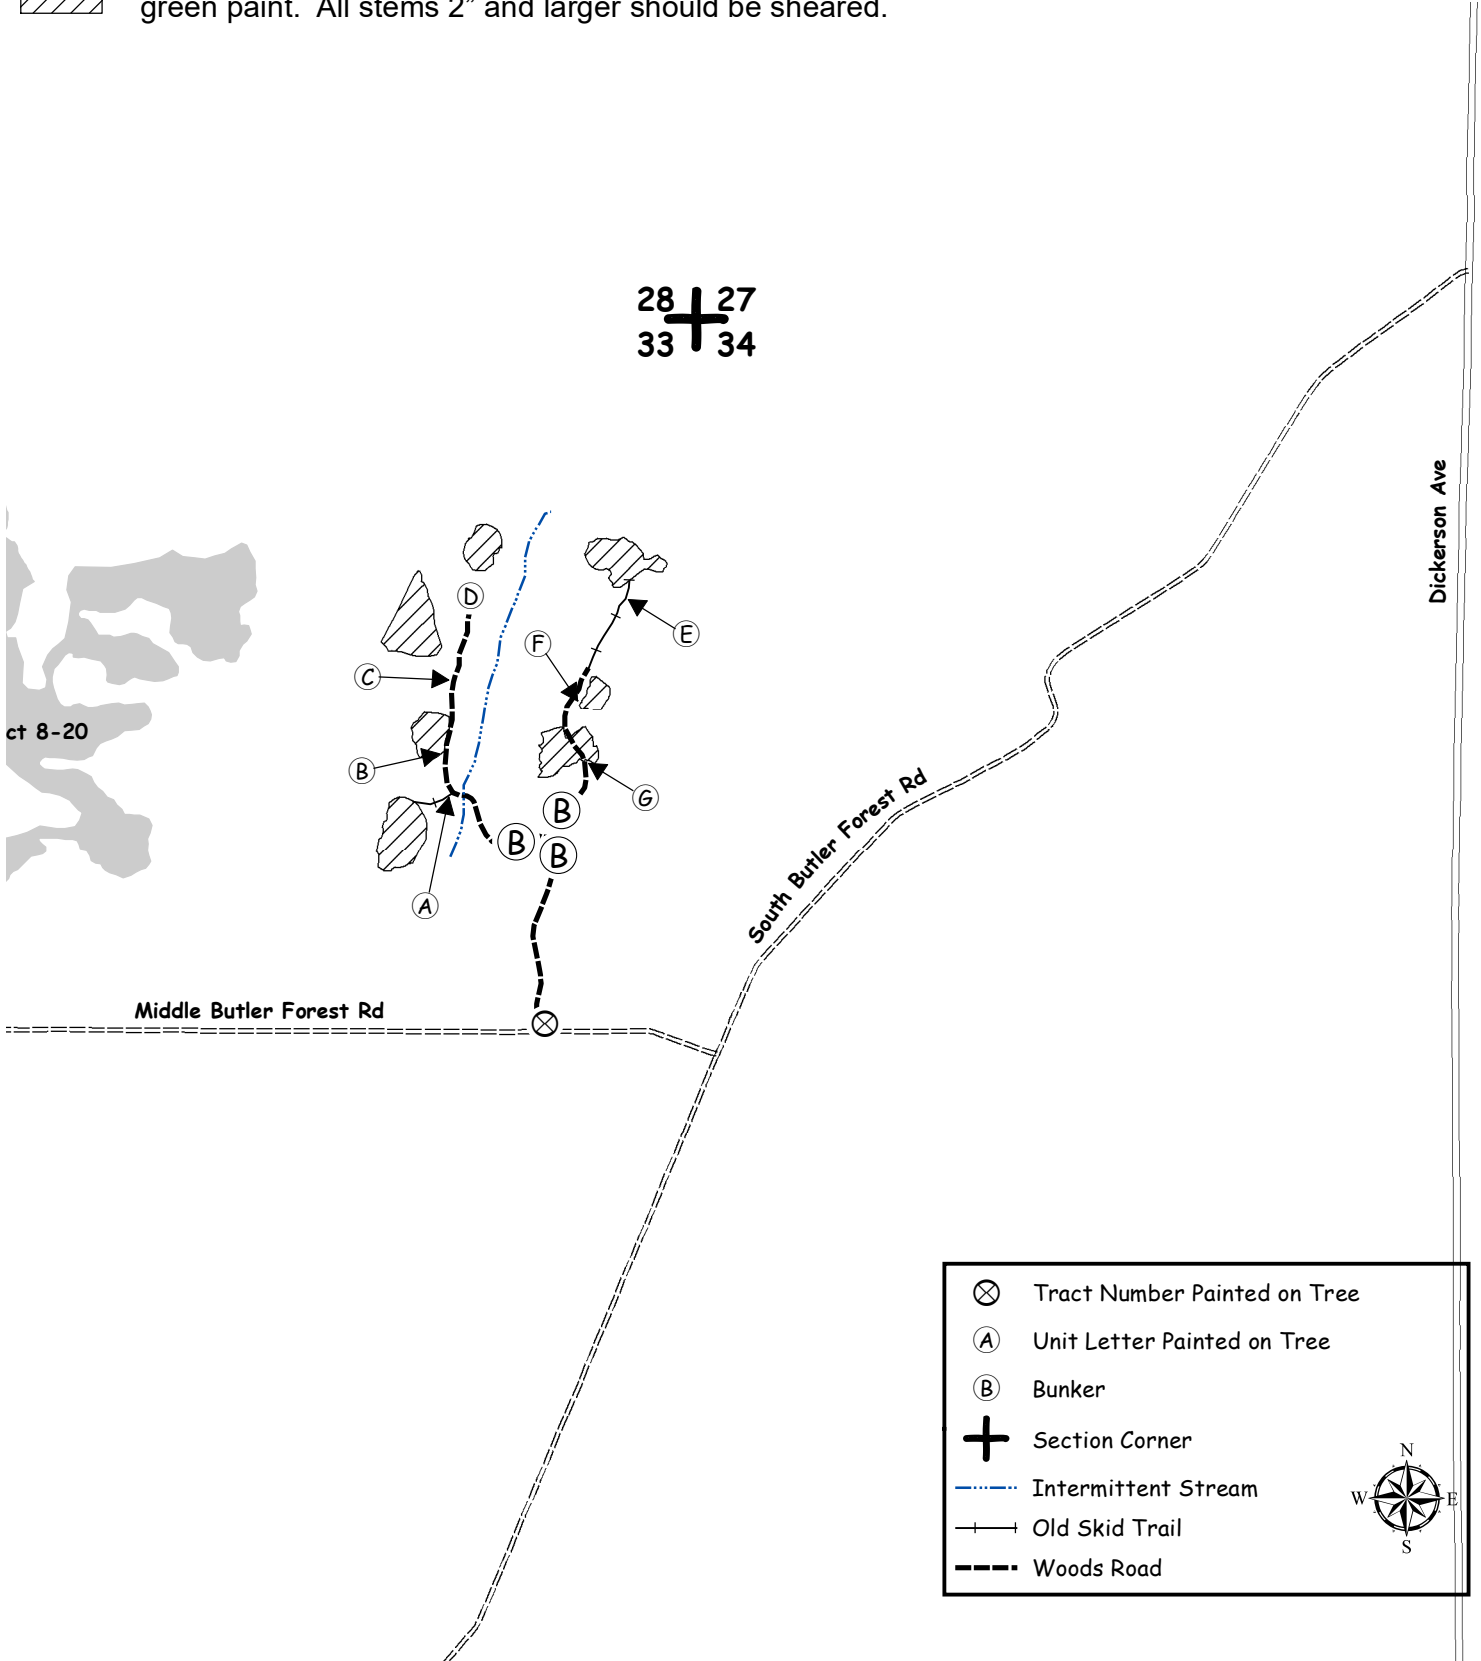 green paint.  All stems 2” and larger should be sheared.
28 27
33 34
Dickerson Ave
D
E
F
C
ct 8-20
B
G
B
B
B
South Butler Forest Rd
A
Middle Butler Forest Rd
Tract Number Painted on Tree
A Unit Letter Painted on Tree
B Bunker
Section Corner
N
Intermittent Stream
W E
Old Skid Trail
S
Woods Road